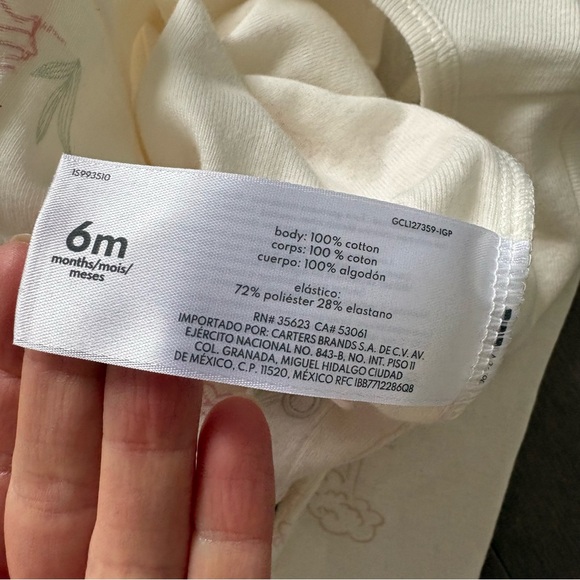 1S993510
GCL127359-1GP
6m
months/mois/
meses
body: 100% cotton
corps: 100 % cotton
cuerpo: 100% algodón
elástico:
72% poliéster 28% elastano
RN# 35623 CA# 53061
IMPORTADO POR: CARTERS BRANDS S.A. DE C.V. AV.
EJÉRCITO NACIONAL NO. 843-B, NO. INT. PISO 11
COL. GRANADA, MIGUEL HIDALGO CIUDAD
DE MÉXICO, C.P. 11520, MÉXICO RFC IBB7712286Q8